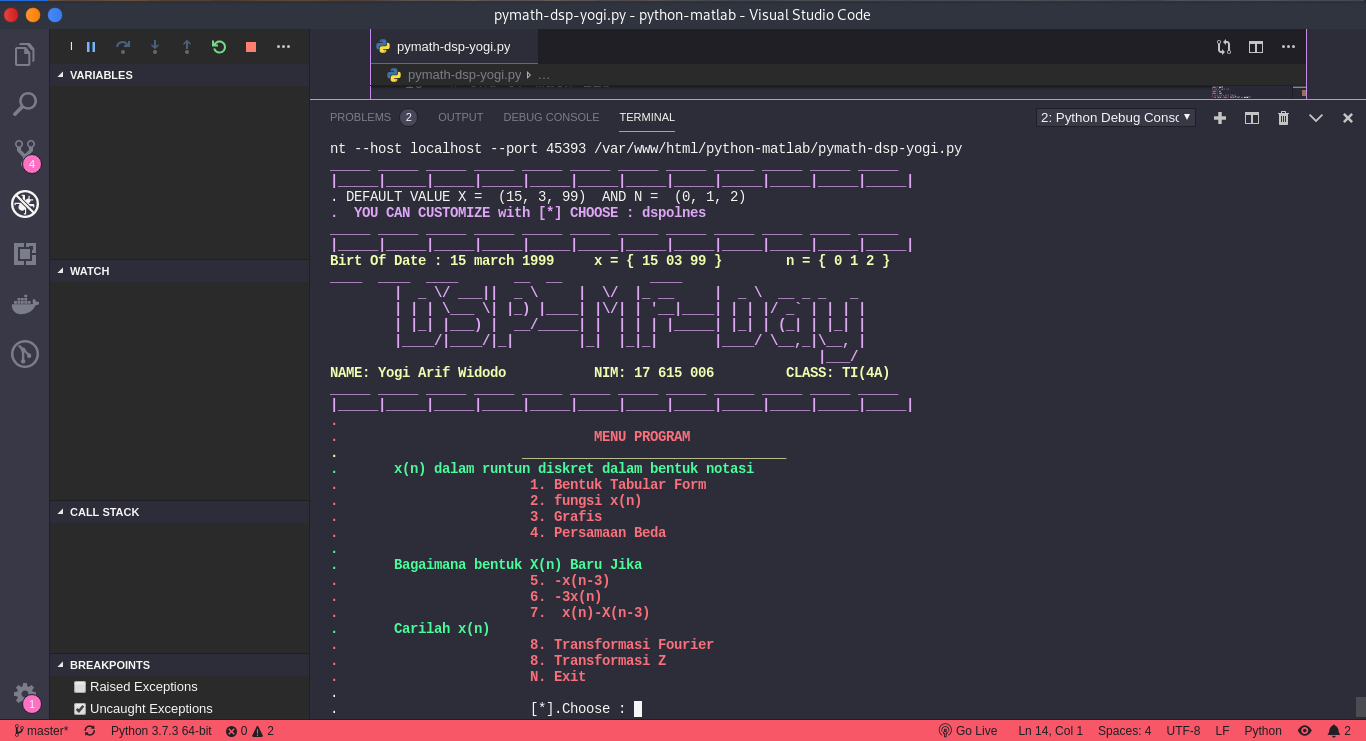 pymath-dsp-yogi.py - python-matlab - Visual Studio Code
pymath-dsp-yogi.py
pymath-dsp-yogi.py
VARIABLES
WATCH
CALL STACK
BREAKPOINTS
Raised Exceptions
Uncaught Exceptions
4
1
PROBLEMS 2 OUTPUT DEBUG CONSOLE TERMINAL
2: Python Debug Consc
nt --host localhost --port 45393 /var/www/html/python-matlab/pymath-dsp-yogi.py
. DEFAULT VALUE X =  (15, 3, 99)  AND N =  (0, 1, 2)
.  YOU CAN CUSTOMIZE with [*] CHOOSE : dspolnes
Birt Of Date : 15 march 1999     x = { 15 03 99 }        n = { 0 1 2 }
NAME: Yogi Arif Widodo           NIM: 17 615 006         CLASS: TI(4A)
.
.                                MENU PROGRAM
.
.       x(n) dalam runtun diskret dalam bentuk notasi
.                        1. Bentuk Tabular Form
.                        2. fungsi x(n)
.                        3. Grafis
.                        4. Persamaan Beda
.
.       Bagaimana bentuk X(n) Baru Jika
.                        5. -x(n-3)
.                        6. -3x(n)
.                        7.  x(n)-X(n-3)
.       Carilah x(n)
.                        8. Transformasi Fourier
.                        8. Transformasi Z
.                        N. Exit
.
.                        [*].Choose :
master* Python 3.7.3 64-bit 0 2 Go Live Ln 14, Col 1 Spaces: 4 UTF-8 LF Python 2